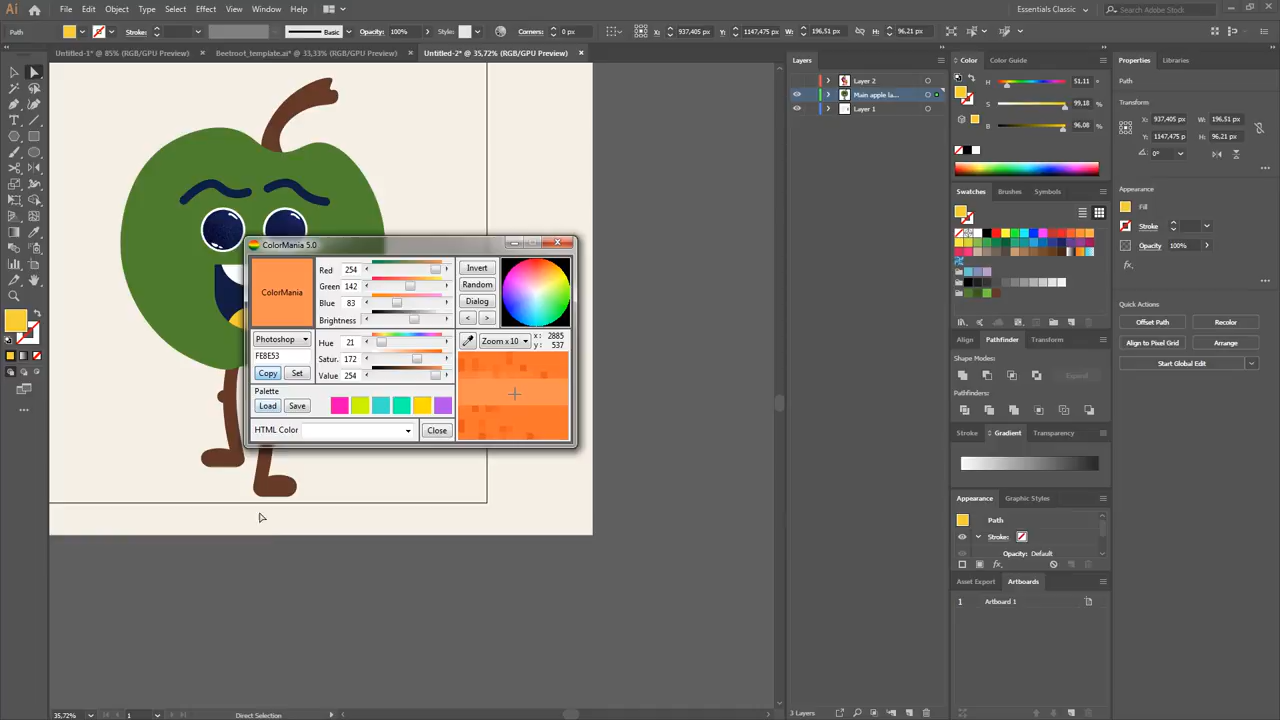 Ai File Edit Object Type Select Effect View Window Help Essentials Classic Search Adobe Stock
Path Stroke: Basic Opacity: 100% Style: Corners: 0 px X: 937,405 px Y: 1147,475 px W: 196,51 px H: 96,21 px
Untitled-1* @ 85% (RGB/GPU Preview) × Beetroot_template.ai* @ 33,33% (RGB/GPU Preview) × Untitled-2* @ 35,72% (RGB/GPU Preview) ×
Layers
Layer 2
Main apple la...
Layer 1
Color Color Guide
H 51,11 °
S 99,18 %
B 96,08 %
Swatches Brushes Symbols
Align Pathfinder Transform
Shape Modes:
Expand
Pathfinders:
Stroke Gradient Transparency
Appearance Graphic Styles
Path
Stroke:
Opacity: Default
Asset Export Artboards
1 Artboard 1
Properties Libraries
Path
Transform
X: 937,405 px W: 196,51 px
Y: 1147,475 p H: 96,21 px
0°
Appearance
Fill
Stroke
Opacity 100%
fx.
Quick Actions
Offset Path Recolor
Align to Pixel Grid Arrange
Start Global Edit
ColorMania 5.0
ColorMania
Red 254
Green 142
Blue 83
Brightness
Invert
Random
Dialog
< >
Photoshop
FE8E53
Copy Set
Hue 21
Satur. 172
Value 254
Zoom x10 x: 2885
y: 537
Palette
Load Save
HTML Color Close
35,72% 1 Direct Selection
3 Layers